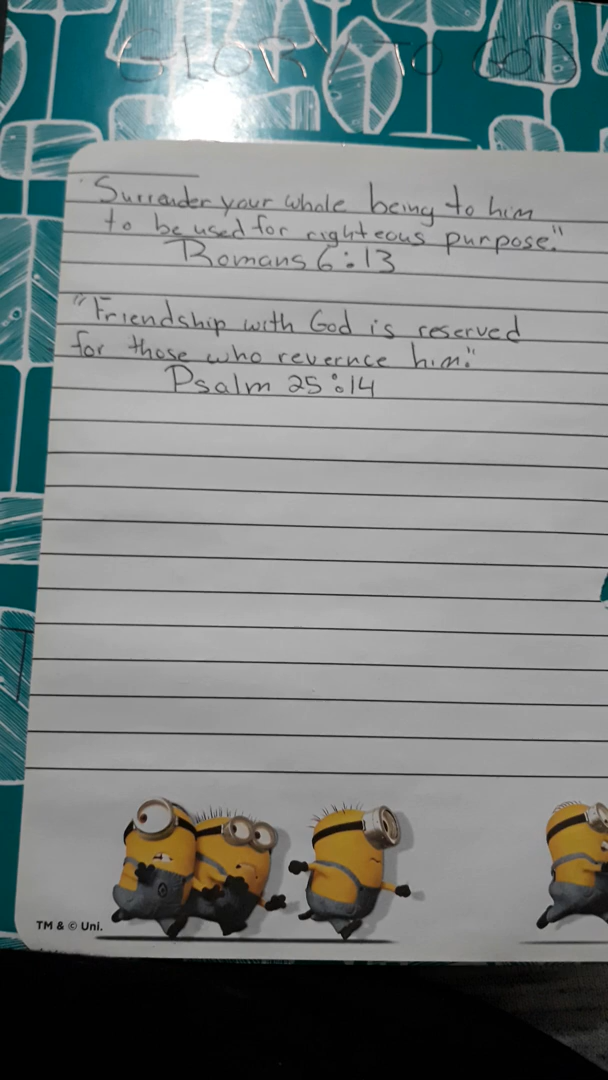 GLORY TO GOD
"Surrender your whole being to him
to be used for righteous purpose."
Romans 6:13
"Friendship with God is reserved
for those who revernce him."
Psalm 25:14
TM & © Uni.